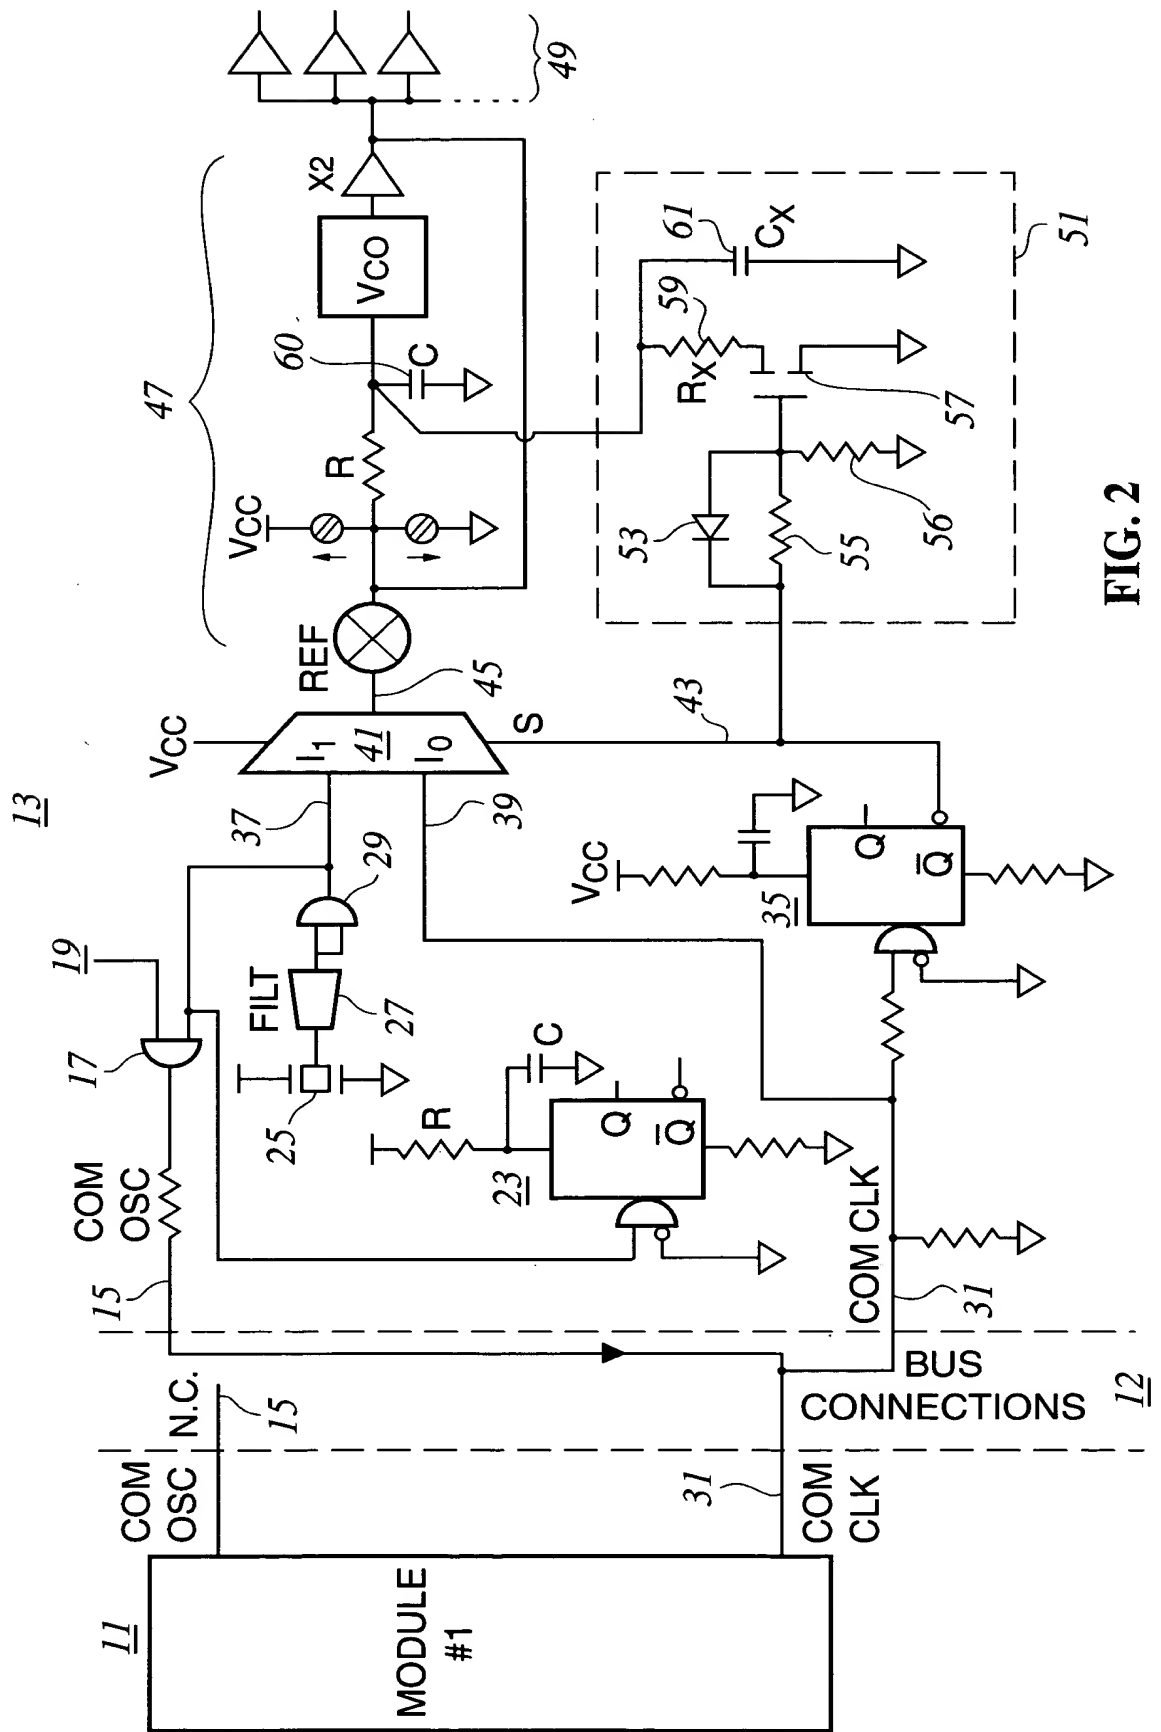 13
11
MODULE
#1
COM
OSC
N.C.
15
31
COM
CLK
BUS
CONNECTIONS
12
15
COM
OSC
17
19
25
FILT
27
29
37
39
R
C
23
Q
Q̅
COM CLK
31
VCC
35
Q
Q̅
VCC
I1
41
I0
S
43
45
REF
47
VCC
R
60
C
VCO
X2
49
53
55
56
57
RX
59
61
CX
51
FIG. 2